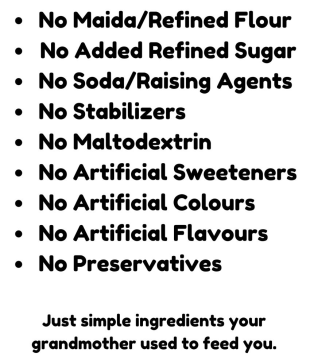 • No Maida/Refined Flour
• No Added Refined Sugar
• No Soda/Raising Agents
• No Stabilizers
• No Maltodextrin
• No Artificial Sweeteners
• No Artificial Colours
• No Artificial Flavours
• No Preservatives
Just simple ingredients your
grandmother used to feed you.